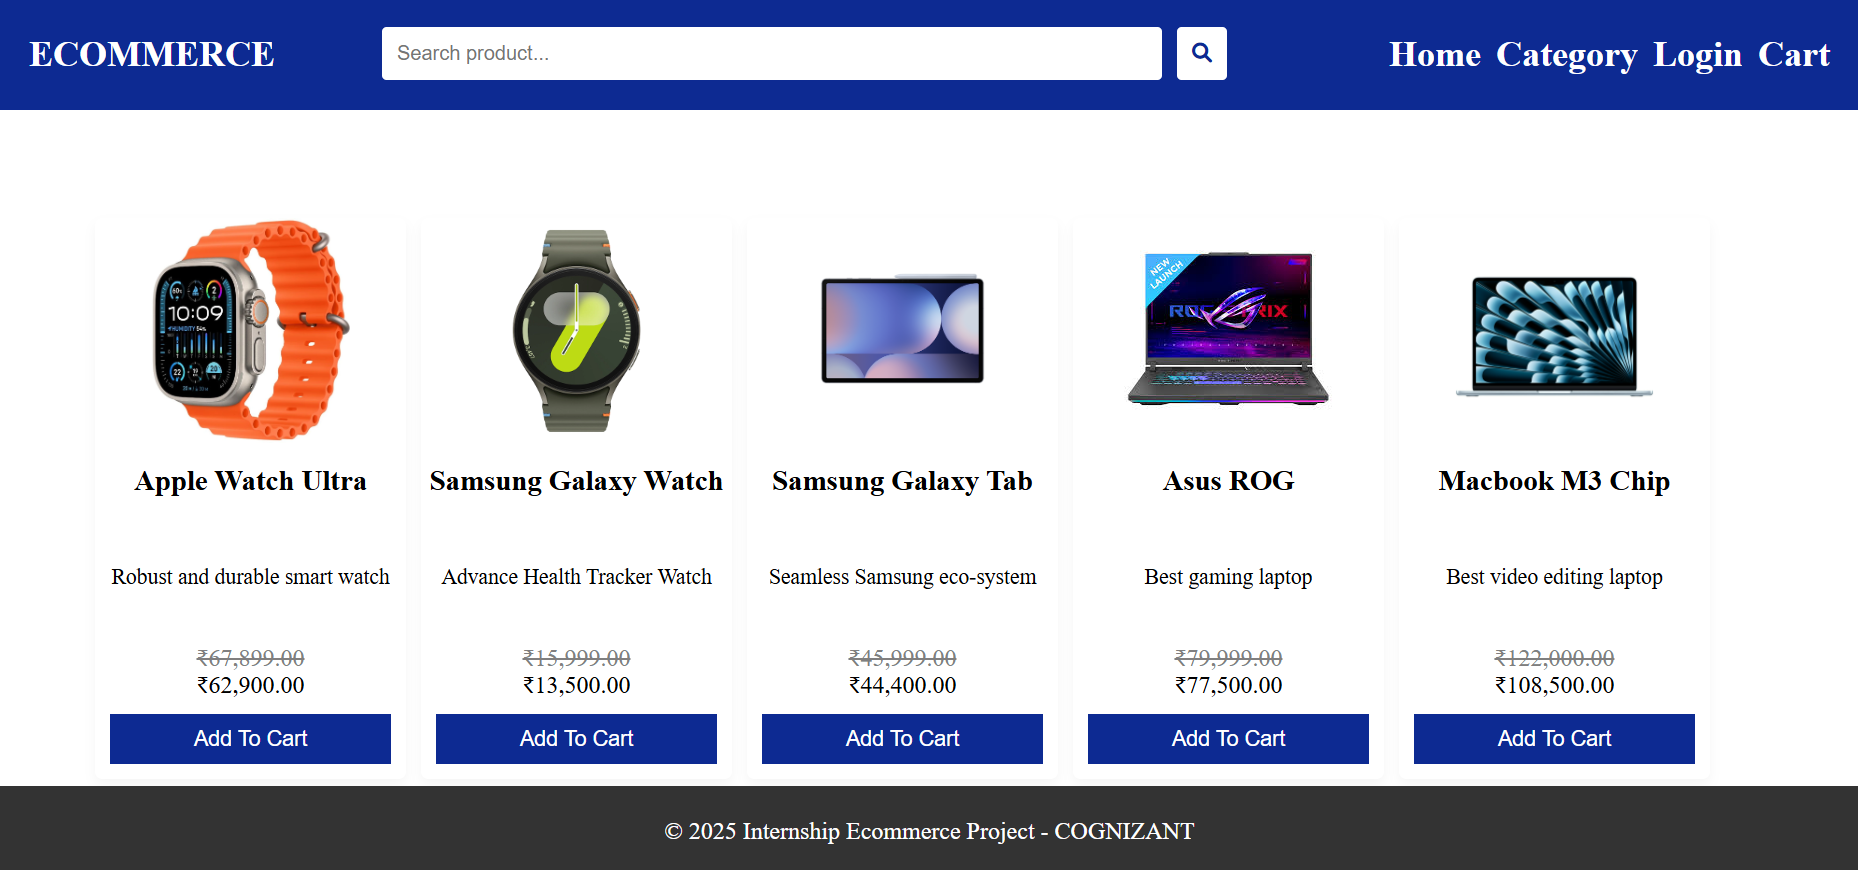 ECOMMERCE
Search product...
Home Category Login Cart
10:09
NEW LAUNCH
Apple Watch Ultra
Samsung Galaxy Watch
Samsung Galaxy Tab
Asus ROG
Macbook M3 Chip
Robust and durable smart watch
Advance Health Tracker Watch
Seamless Samsung eco-system
Best gaming laptop
Best video editing laptop
₹67,899.00
₹15,999.00
₹45,999.00
₹79,999.00
₹122,000.00
₹62,900.00
₹13,500.00
₹44,400.00
₹77,500.00
₹108,500.00
Add To Cart
Add To Cart
Add To Cart
Add To Cart
Add To Cart
© 2025 Internship Ecommerce Project - COGNIZANT